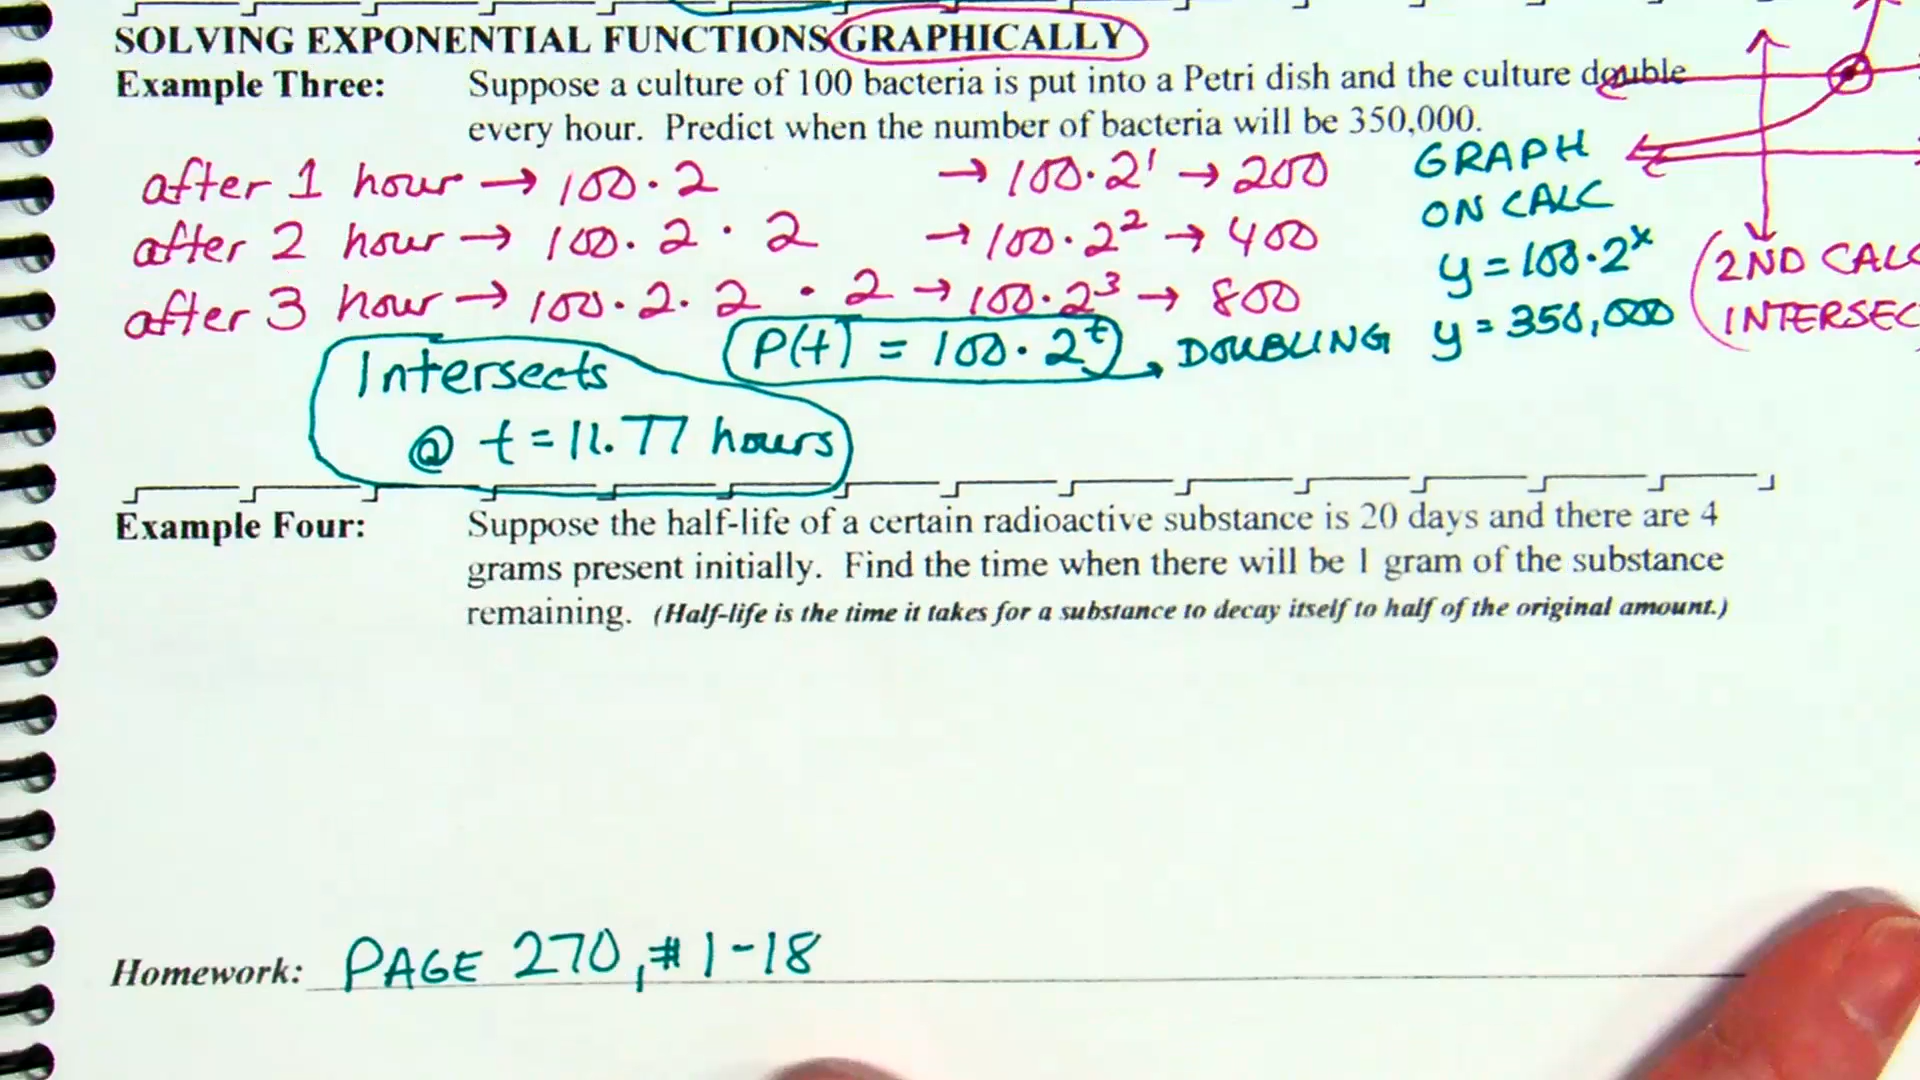 SOLVING EXPONENTIAL FUNCTIONS GRAPHICALLY
Example Three: Suppose a culture of 100 bacteria is put into a Petri dish and the culture double
every hour. Predict when the number of bacteria will be 350,000.
after 1 hour → 100·2 → 100·2¹ → 200
after 2 hour → 100·2·2 → 100·2² → 400
after 3 hour → 100·2·2·2 → 100·2³ → 800
P(t) = 100·2ᵗ → DOUBLING
GRAPH
ON CALC
y = 100·2ˣ
y = 350,000
(2ND CALC
INTERSEC
Intersects
@ t = 11.77 hours
Example Four: Suppose the half-life of a certain radioactive substance is 20 days and there are 4
grams present initially. Find the time when there will be 1 gram of the substance
remaining. (Half-life is the time it takes for a substance to decay itself to half of the original amount.)
Homework: PAGE 270, #1-18